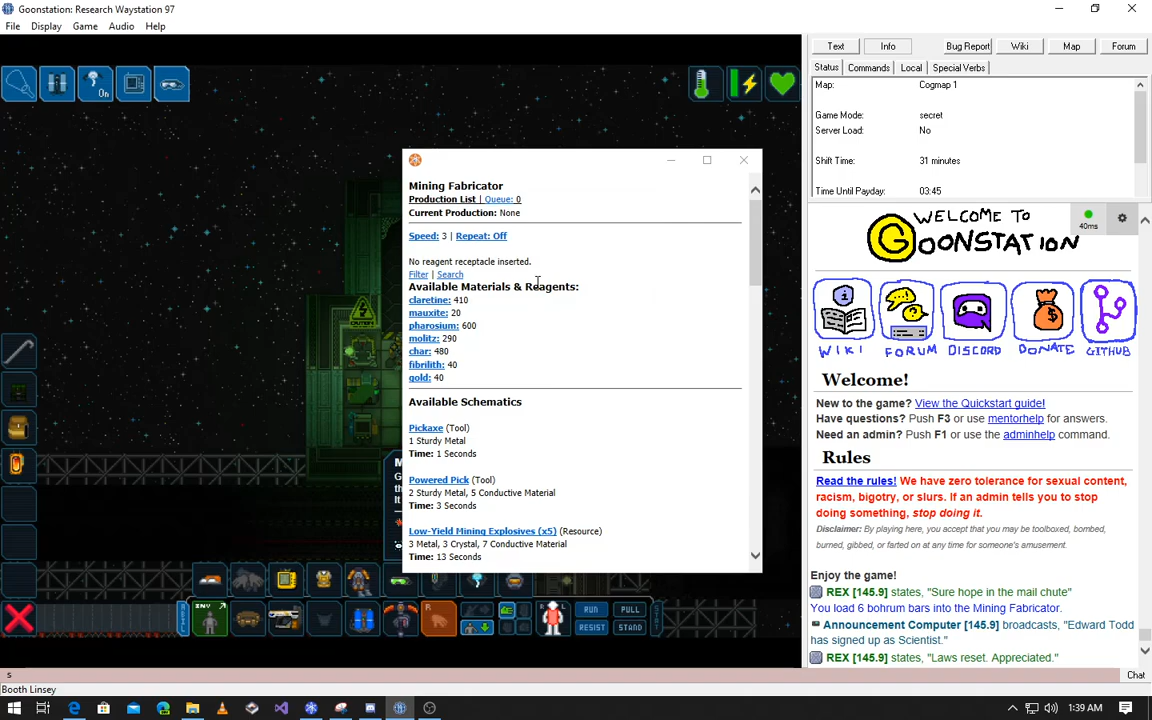 Goonstation: Research Waystation 97
File Display Game Audio Help
On
CAUTION
Mining Fabricator
Production List | Queue: 0
Current Production: None
Speed: 3 | Repeat: Off
No reagent receptacle inserted.
Filter | Search
Available Materials & Reagents:
claretine: 410
mauxite: 20
pharosium: 600
molitz: 290
char: 480
fibrilith: 40
gold: 40
Available Schematics
Pickaxe (Tool)
1 Sturdy Metal
Time: 1 Seconds
Powered Pick (Tool)
2 Sturdy Metal, 5 Conductive Material
Time: 3 Seconds
Low-Yield Mining Explosives (x5) (Resource)
3 Metal, 3 Crystal, 7 Conductive Material
Time: 13 Seconds
ENV
R
R L
RUN PULL
RESIST STAND
Text Info Bug Report Wiki Map Forum
Status Commands Local Special Verbs
Map: Cogmap 1
Game Mode: secret
Server Load: No
Shift Time: 31 minutes
Time Until Payday: 03:45
40ms
WELCOME TO
GOONSTATION
WIKI FORUM DISCORD DONATE GITHUB
Welcome!
New to the game? View the Quickstart guide!
Have questions? Push F3 or use mentorhelp for answers.
Need an admin? Push F1 or use the adminhelp command.
Rules
Read the rules! We have zero tolerance for sexual content,
racism, bigotry, or slurs. If an admin tells you to stop
doing something, stop doing it.
Disclaimer: By playing here, you accept that you may be toolboxed, bombed,
burned, gibbed, or farted on at any time for someone's amusement.
Enjoy the game!
REX [145.9] states, "Sure hope in the mail chute"
You load 6 bohrum bars into the Mining Fabricator.
Announcement Computer [145.9] broadcasts, "Edward Todd
has signed up as Scientist."
REX [145.9] states, "Laws reset. Appreciated."
s
Chat
Booth Linsey
1:39 AM